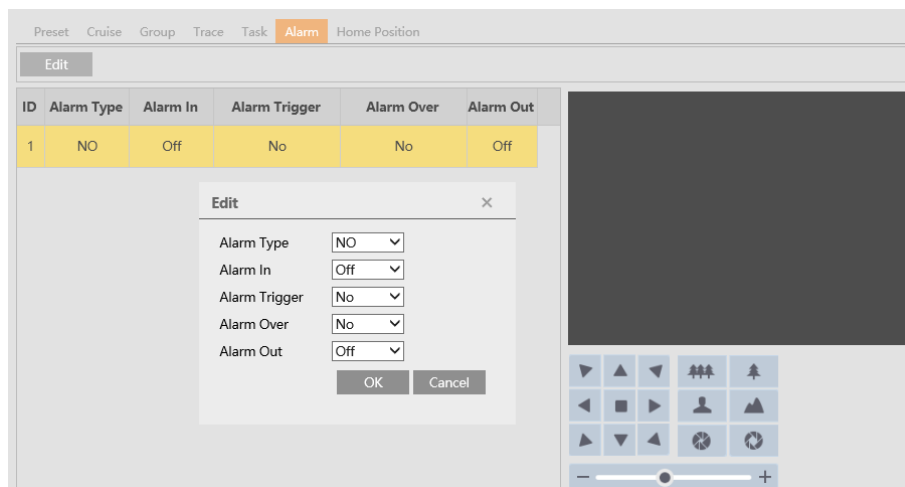 Preset Cruise Group Trace Task Alarm Home Position
Edit
ID Alarm Type Alarm In Alarm Trigger Alarm Over Alarm Out
1 NO Off No No Off
Edit ×
Alarm Type NO
Alarm In Off
Alarm Trigger No
Alarm Over No
Alarm Out Off
OK Cancel
− +